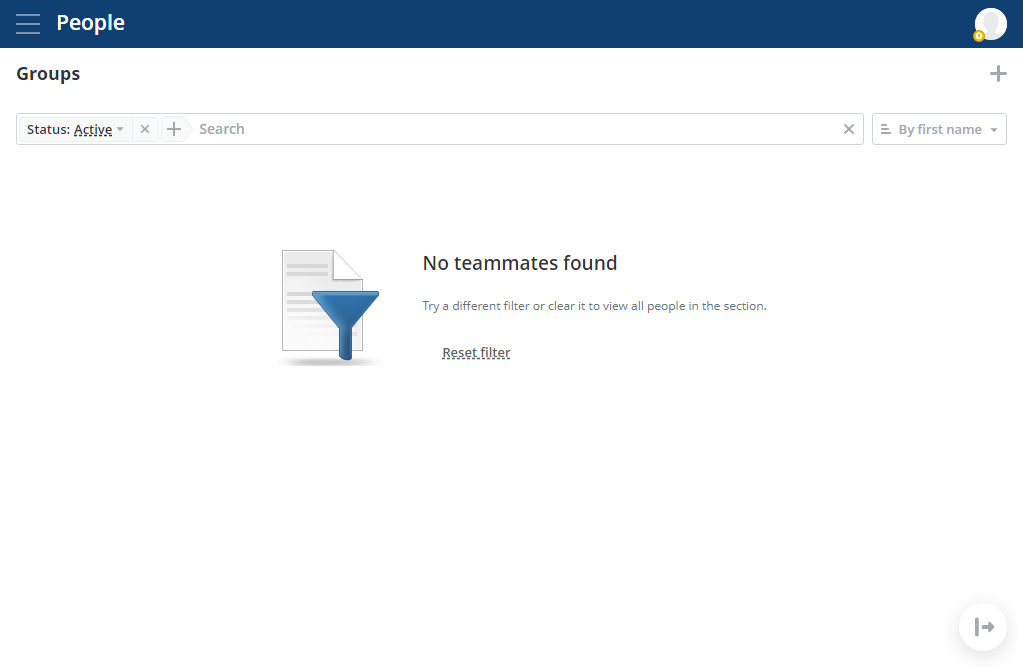 People
Groups
Status: Active
Search
By first name
No teammates found
Try a different filter or clear it to view all people in the section.
Reset filter